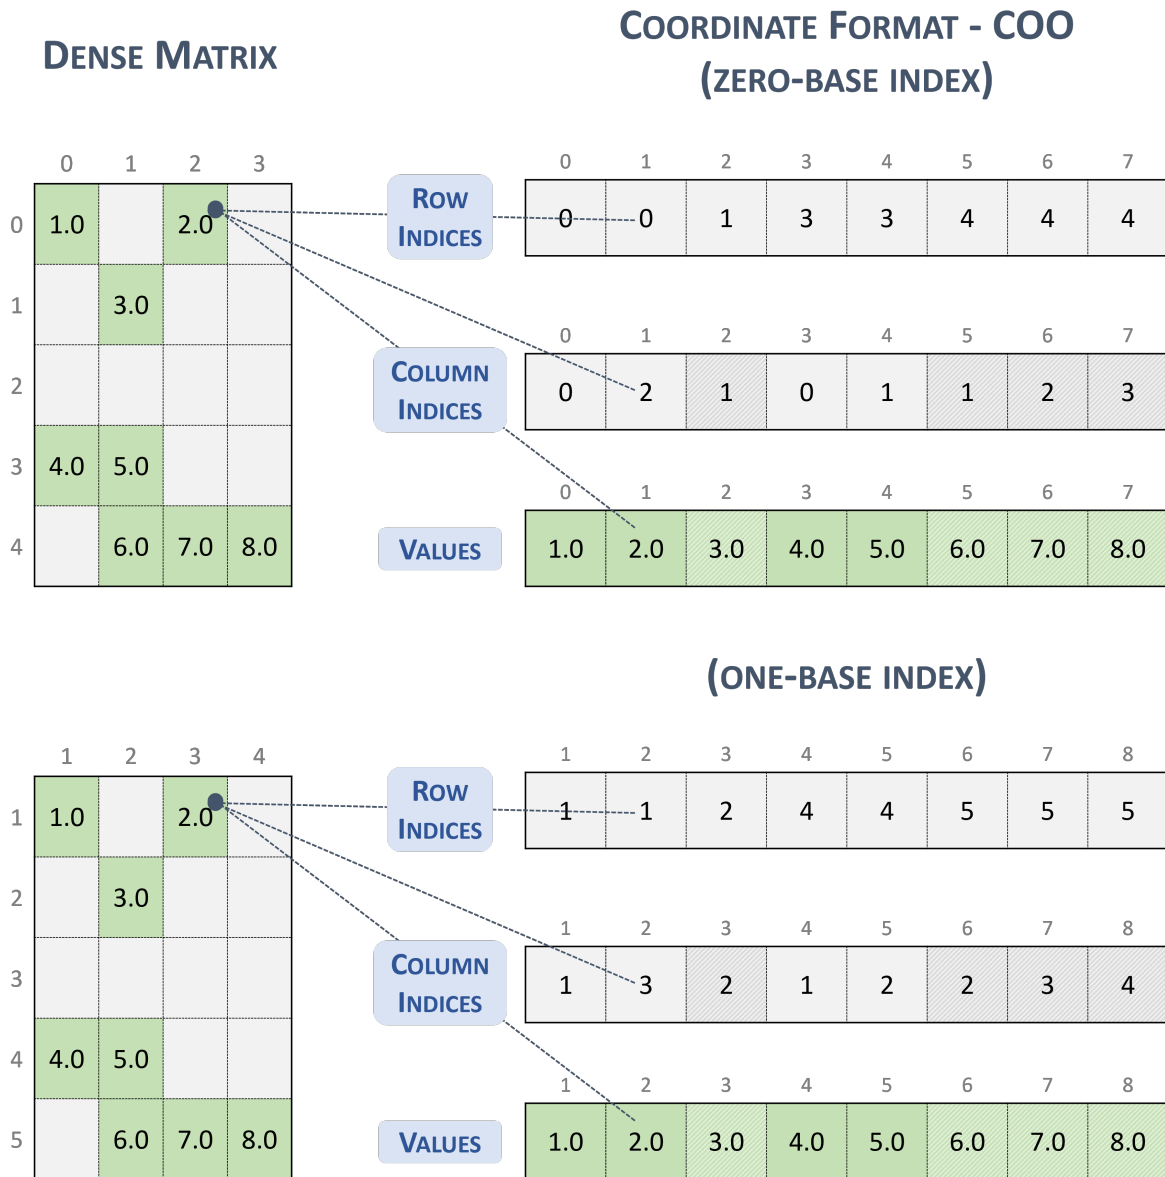 DENSE MATRIX
COORDINATE FORMAT - COO
(ZERO-BASE INDEX)
0 1 2 3
0 1.0 2.0
1 3.0
2
3 4.0 5.0
4 6.0 7.0 8.0
ROW
INDICES
0 1 2 3 4 5 6 7
0 0 1 3 3 4 4 4
COLUMN
INDICES
0 1 2 3 4 5 6 7
0 2 1 0 1 1 2 3
VALUES
0 1 2 3 4 5 6 7
1.0 2.0 3.0 4.0 5.0 6.0 7.0 8.0
(ONE-BASE INDEX)
1 2 3 4
1 1.0 2.0
2 3.0
3
4 4.0 5.0
5 6.0 7.0 8.0
ROW
INDICES
1 2 3 4 5 6 7 8
1 1 2 4 4 5 5 5
COLUMN
INDICES
1 2 3 4 5 6 7 8
1 3 2 1 2 2 3 4
VALUES
1 2 3 4 5 6 7 8
1.0 2.0 3.0 4.0 5.0 6.0 7.0 8.0